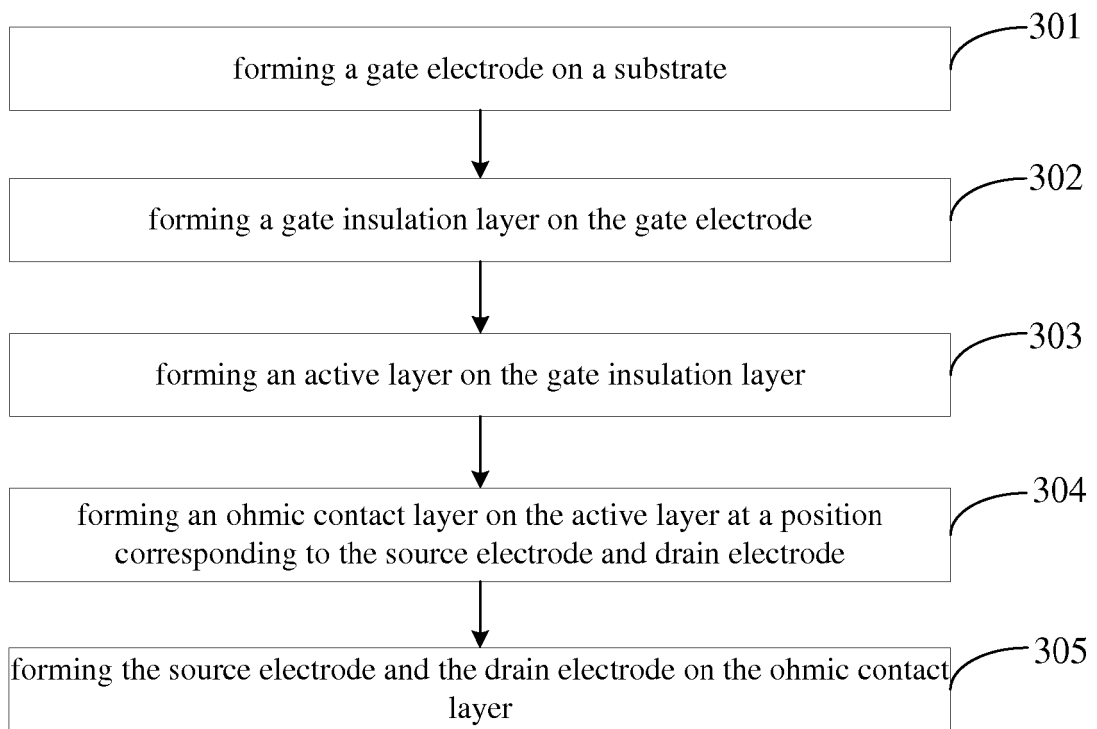 301
forming a gate electrode on a substrate
302
forming a gate insulation layer on the gate electrode
303
forming an active layer on the gate insulation layer
304
forming an ohmic contact layer on the active layer at a position
corresponding to the source electrode and drain electrode
305
forming the source electrode and the drain electrode on the ohmic contact
layer